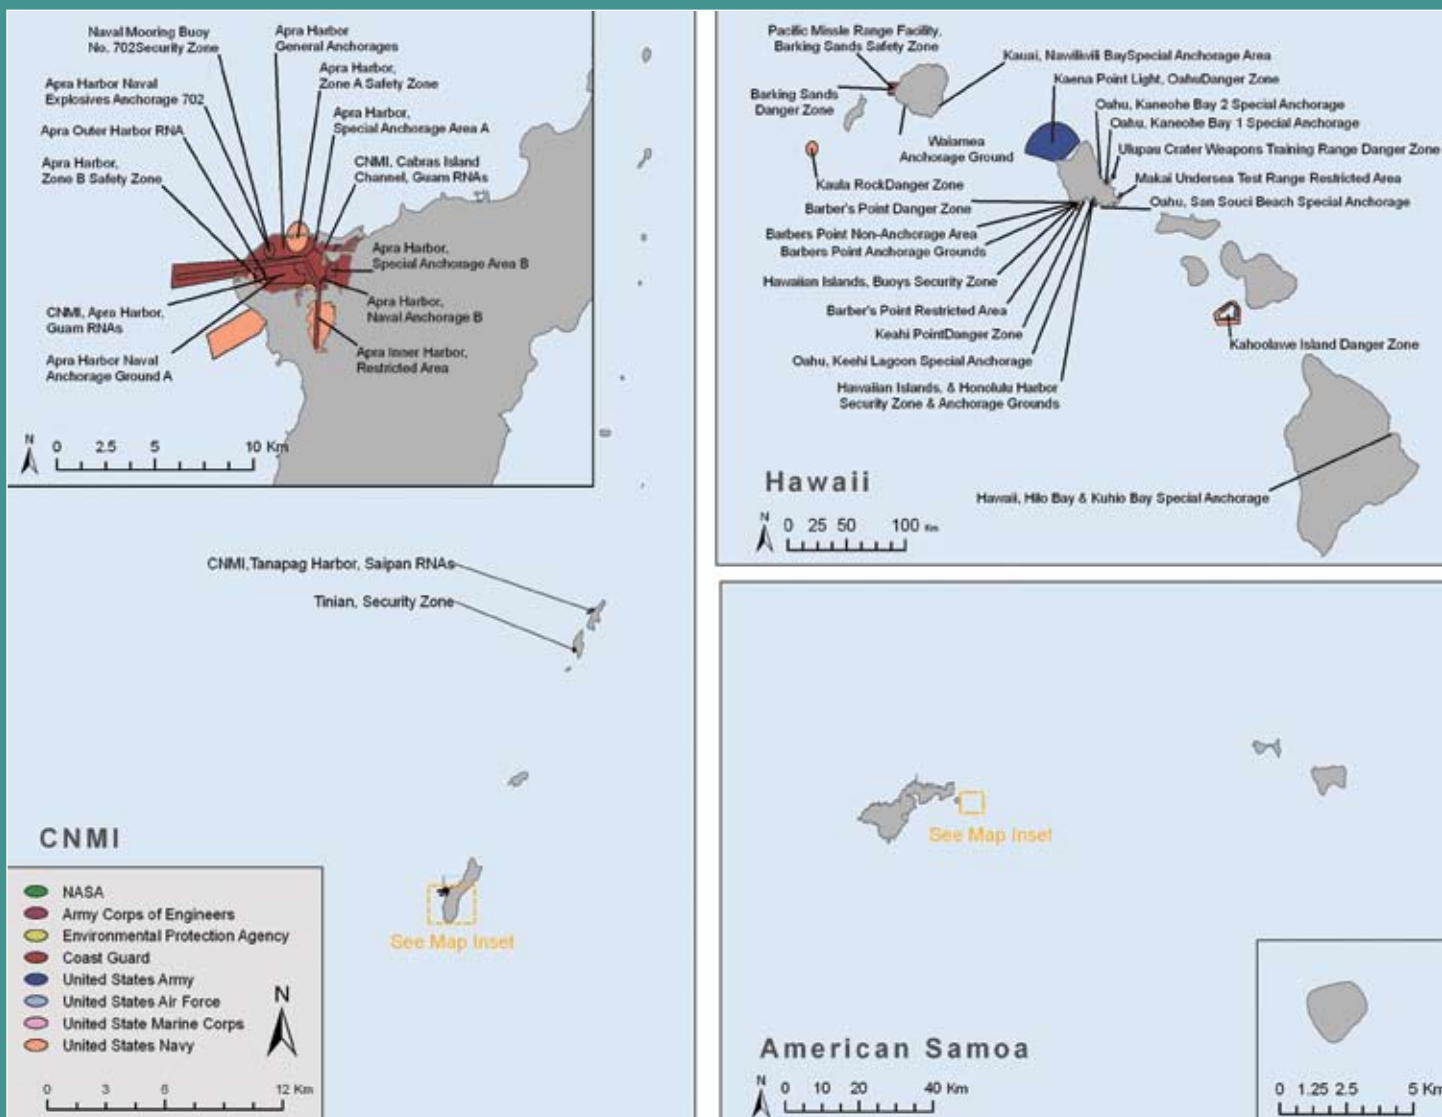 Naval Mooring Buoy
No. 702Security Zone
Apra Harbor
General Anchorages
Apra Harbor,
Zone A Safety Zone
Apra Harbor Naval
Explosives Anchorage 702
Apra Harbor,
Special Anchorage Area A
Apra Outer Harbor RNA
Apra Harbor,
Zone B Safety Zone
CNMI, Cabras Island
Channel, Guam RNAs
Apra Harbor,
Special Anchorage Area B
CNMI, Apra Harbor,
Guam RNAs
Apra Harbor,
Naval Anchorage B
Apra Harbor Naval
Anchorage Ground A
Apra Inner Harbor,
Restricted Area
N
0 2.5 5 10 Km
CNMI,Tanapag Harbor, Saipan RNAs
Tinian, Security Zone
CNMI
See Map Inset
NASA
Army Corps of Engineers
Environmental Protection Agency
Coast Guard
United States Army
United States Air Force
United State Marine Corps
United States Navy
N
0 3 6 12 Km
Pacific Missle Range Facility,
Barking Sands Safety Zone
Kauai, Nawiliwili BaySpecial Anchorage Area
Kaena Point Light, OahuDanger Zone
Barking Sands
Danger Zone
Oahu, Kaneohe Bay 2 Special Anchorage
Oahu, Kaneohe Bay 1 Special Anchorage
Waiamea
Anchorage Ground
Ulupau Crater Weapons Training Range Danger Zone
Makai Undersea Test Range Restricted Area
Kaula RockDanger Zone
Oahu, San Souci Beach Special Anchorage
Barber's Point Danger Zone
Barbers Point Non-Anchorage Area
Barbers Point Anchorage Grounds
Hawaiian Islands, Buoys Security Zone
Barber's Point Restricted Area
Keahi PointDanger Zone
Kahoolawe Island Danger Zone
Oahu, Keehi Lagoon Special Anchorage
Hawaiian Islands, & Honolulu Harbor
Security Zone & Anchorage Grounds
Hawaii
Hawaii, Hilo Bay & Kuhio Bay Special Anchorage
N
0 25 50 100 Km
See Map Inset
American Samoa
N
0 10 20 40 Km
0 1.25 2.5 5 Km